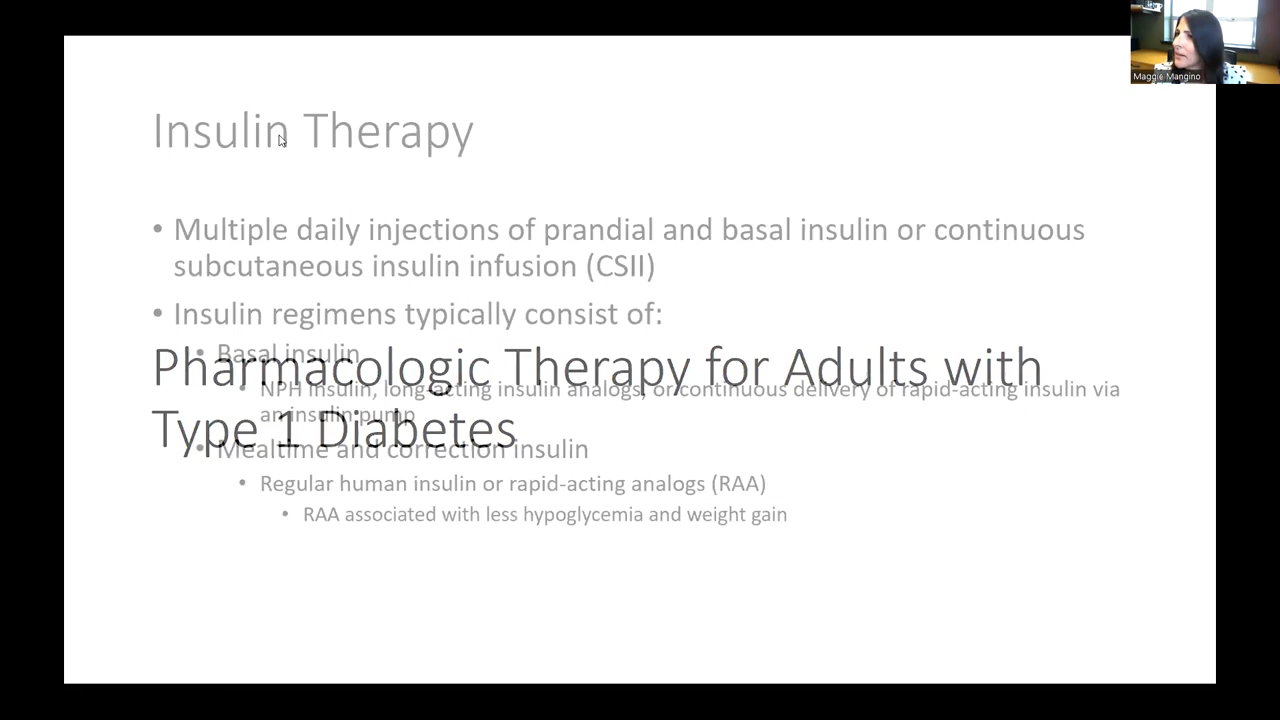 Maggie Mangino
Insulin Therapy
• Multiple daily injections of prandial and basal insulin or continuous
subcutaneous insulin infusion (CSII)
• Insulin regimens typically consist of:
• Basal insulin
• NPH insulin, long-acting insulin analogs, or continuous delivery of rapid-acting insulin via
an insulin pump
• Mealtime and correction insulin
• Regular human insulin or rapid-acting analogs (RAA)
• RAA associated with less hypoglycemia and weight gain
Pharmacologic Therapy for Adults with
Type 1 Diabetes